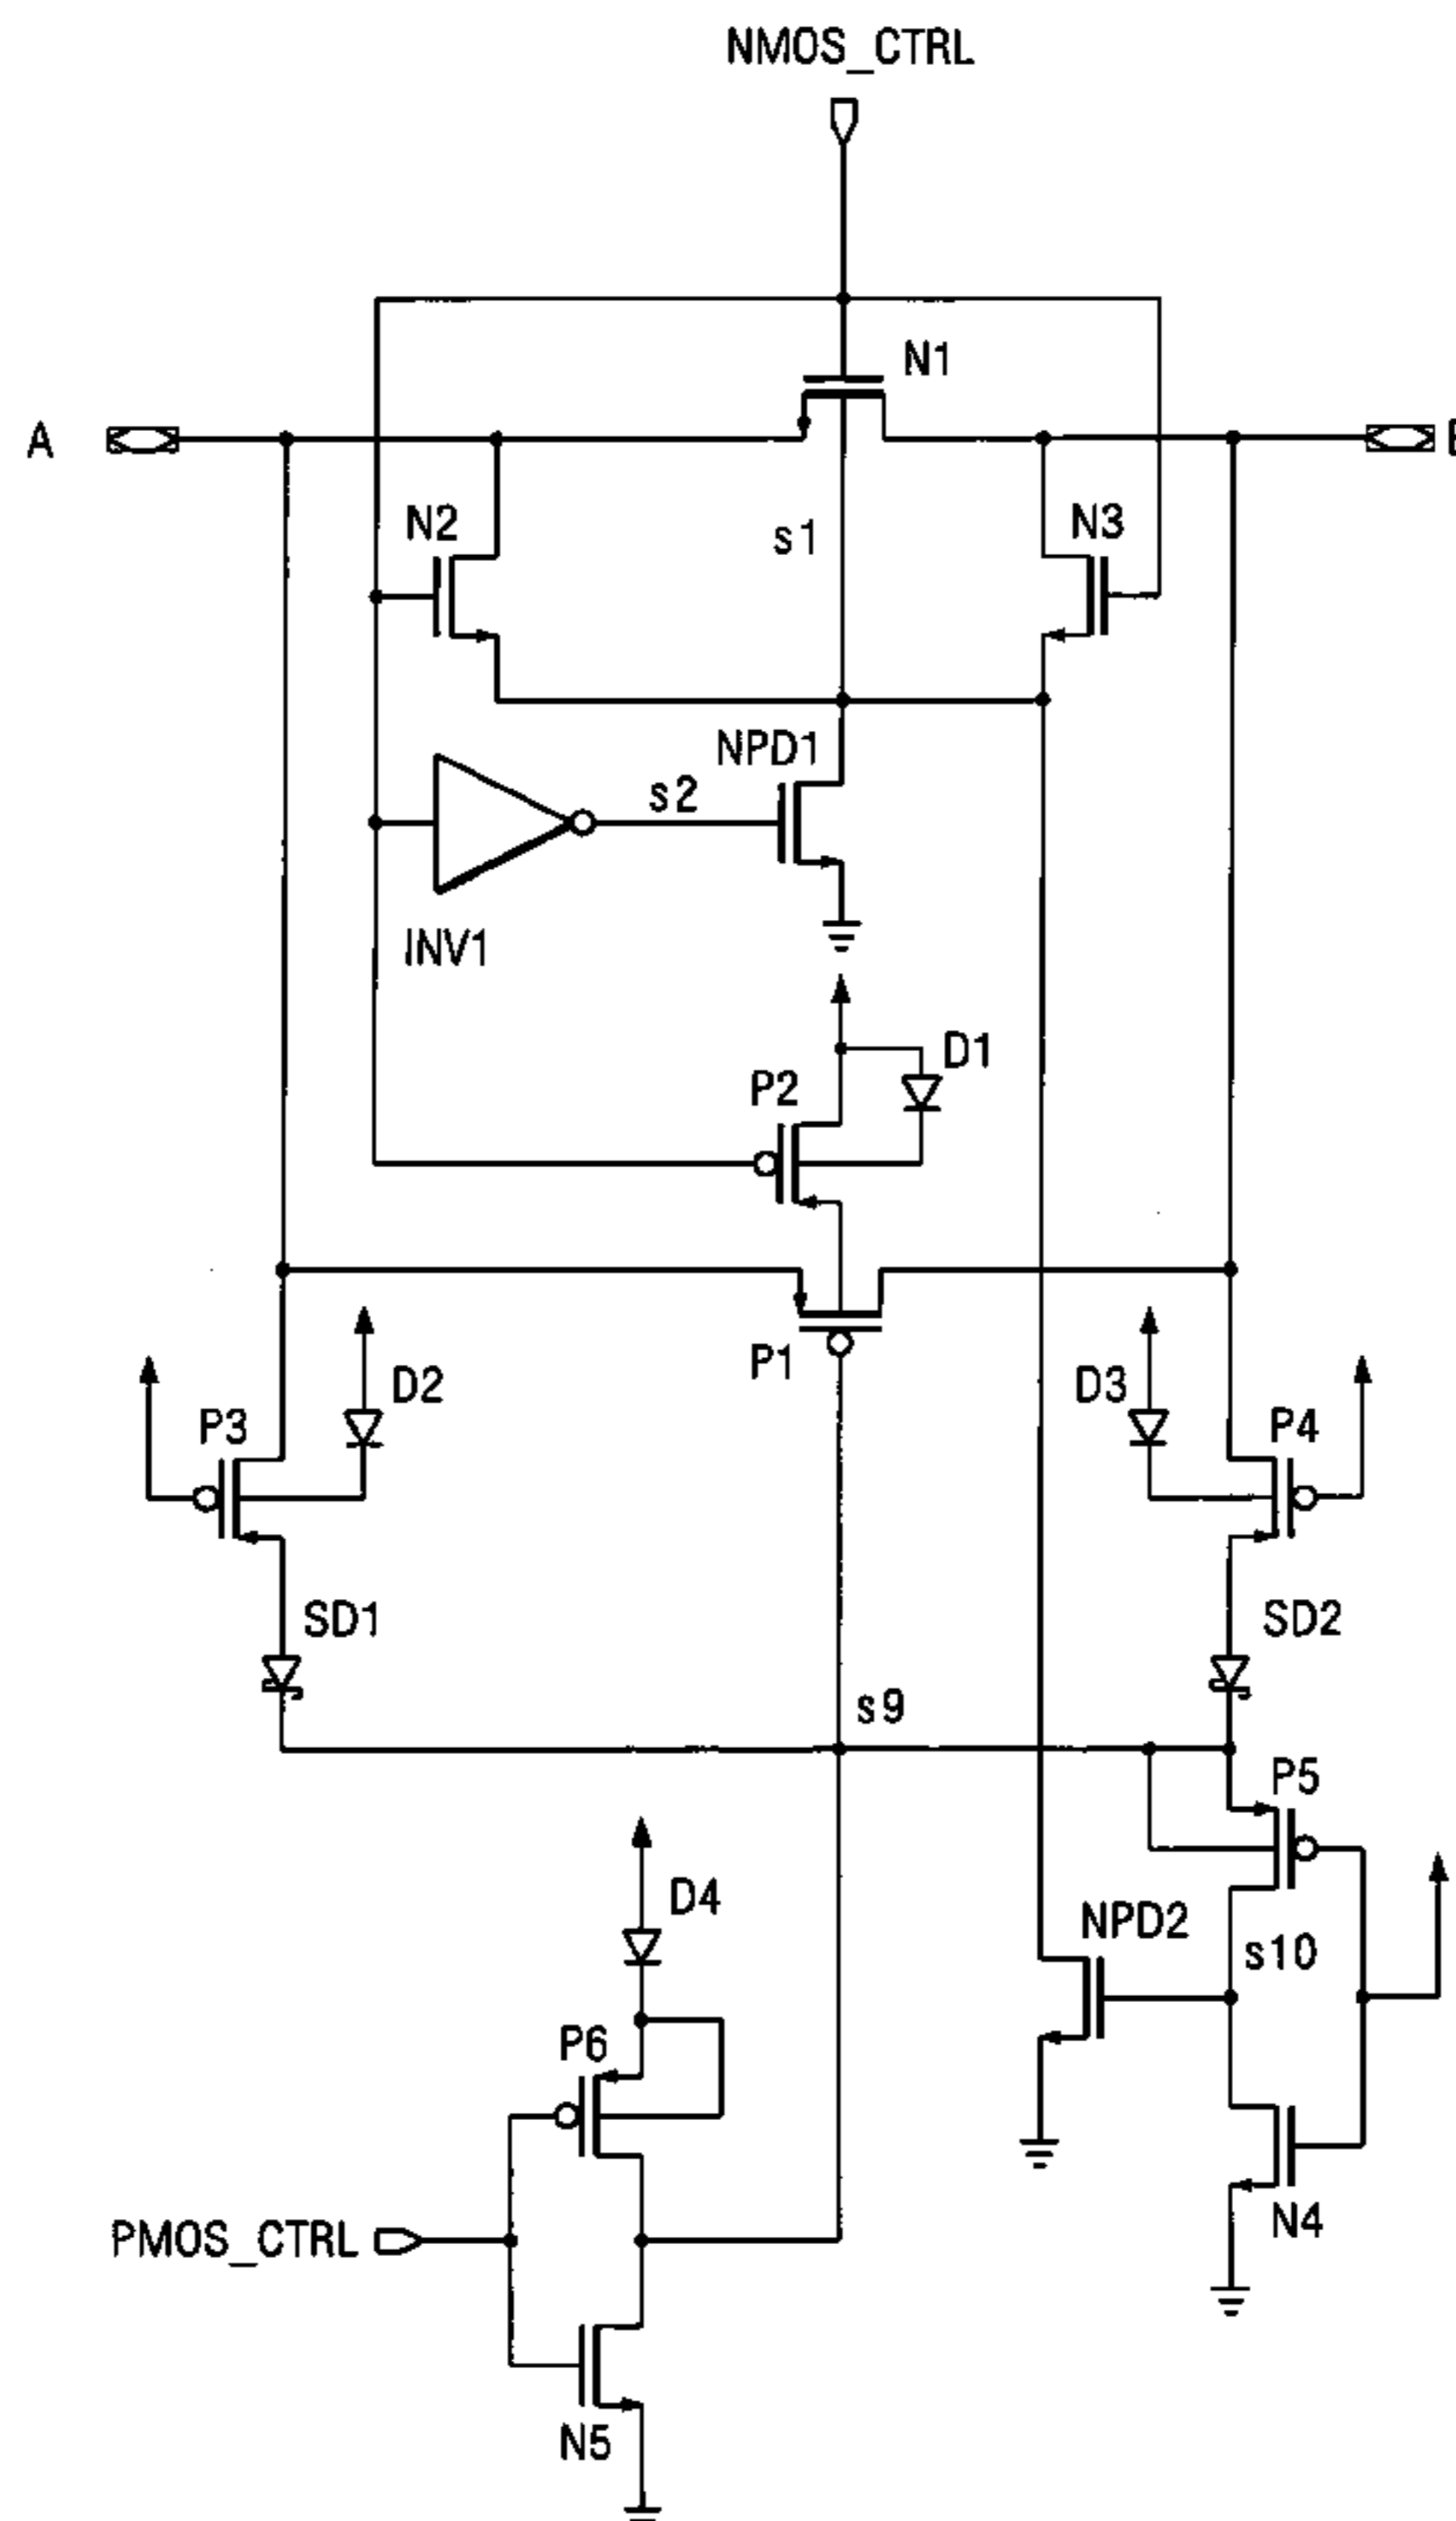 NMOS_CTRL
N1
A
N2
s1
N3
NPD1
s2
INV1
D1
P2
P1
D2
D3
P3
P4
SD1
SD2
s9
P5
D4
NPD2
s10
P6
PMOS_CTRL
N4
N5